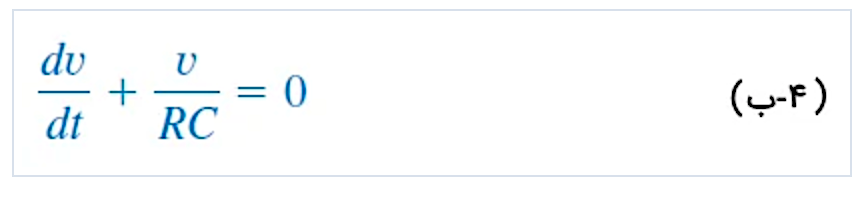 dv/dt + v/RC = 0 (۴-ب)